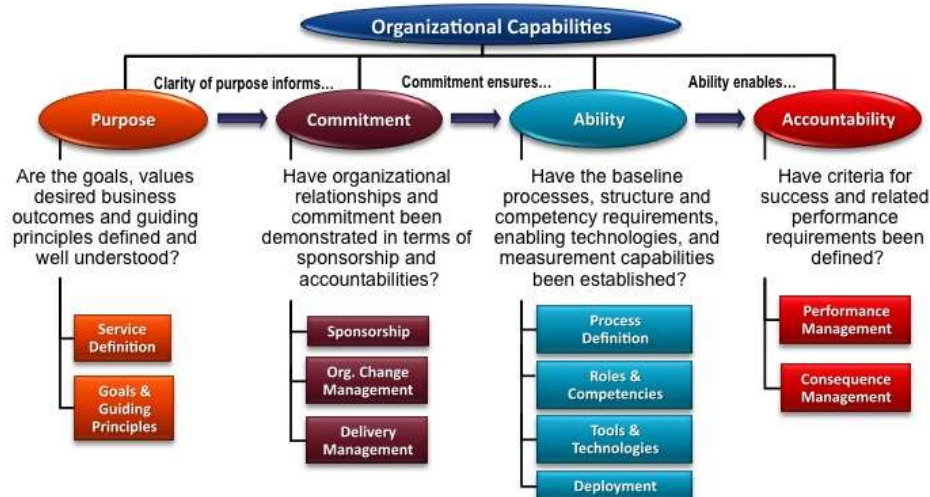 Organizational Capabilities
Clarity of purpose informs...
Commitment ensures...
Ability enables...
Purpose
Commitment
Ability
Accountability
Are the goals, values
desired business
outcomes and guiding
principles defined and
well understood?
Have organizational
relationships and
commitment been
demonstrated in terms of
sponsorship and
accountabilities?
Have the baseline
processes, structure and
competency requirements,
enabling technologies, and
measurement capabilities
been established?
Have criteria for
success and related
performance
requirements been
defined?
Service
Definition
Goals &
Guiding
Principles
Sponsorship
Org. Change
Management
Delivery
Management
Process
Definition
Roles &
Competencies
Tools &
Technologies
Deployment
Performance
Management
Consequence
Management